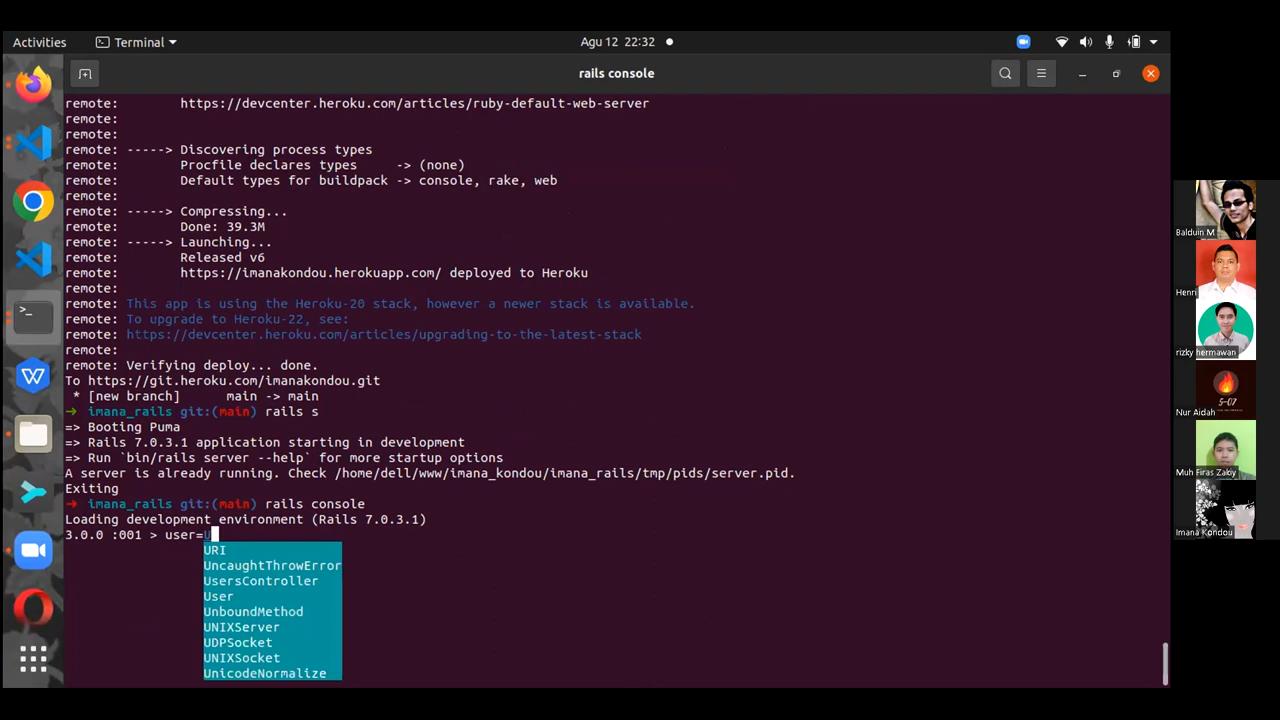 Activities
Terminal
Agu 12 22:32
rails console
remote: https://devcenter.heroku.com/articles/ruby-default-web-server
remote:
remote:
remote: -----> Discovering process types
remote: Procfile declares types -> (none)
remote: Default types for buildpack -> console, rake, web
remote:
remote: -----> Compressing...
remote: Done: 39.3M
remote: -----> Launching...
remote: Released v6
remote: https://imanakondou.herokuapp.com/ deployed to Heroku
remote:
remote: This app is using the Heroku-20 stack, however a newer stack is available.
remote: To upgrade to Heroku-22, see:
remote: https://devcenter.heroku.com/articles/upgrading-to-the-latest-stack
remote:
remote: Verifying deploy... done.
To https://git.heroku.com/imanakondou.git
* [new branch] main -> main
→ imana_rails git:(main) rails s
=> Booting Puma
=> Rails 7.0.3.1 application starting in development
=> Run `bin/rails server --help` for more startup options
A server is already running. Check /home/dell/www/imana_kondou/imana_rails/tmp/pids/server.pid.
Exiting
→ imana_rails git:(main) rails console
Loading development environment (Rails 7.0.3.1)
3.0.0 :001 > user=U
URI
UncaughtThrowError
UsersController
User
UnboundMethod
UNIXServer
UDPSocket
UNIXSocket
UnicodeNormalize
Balduin M
Henri
rizky hermawan
5-07
Nur Aidah
Muh Firas Zaky
Imana Kondou